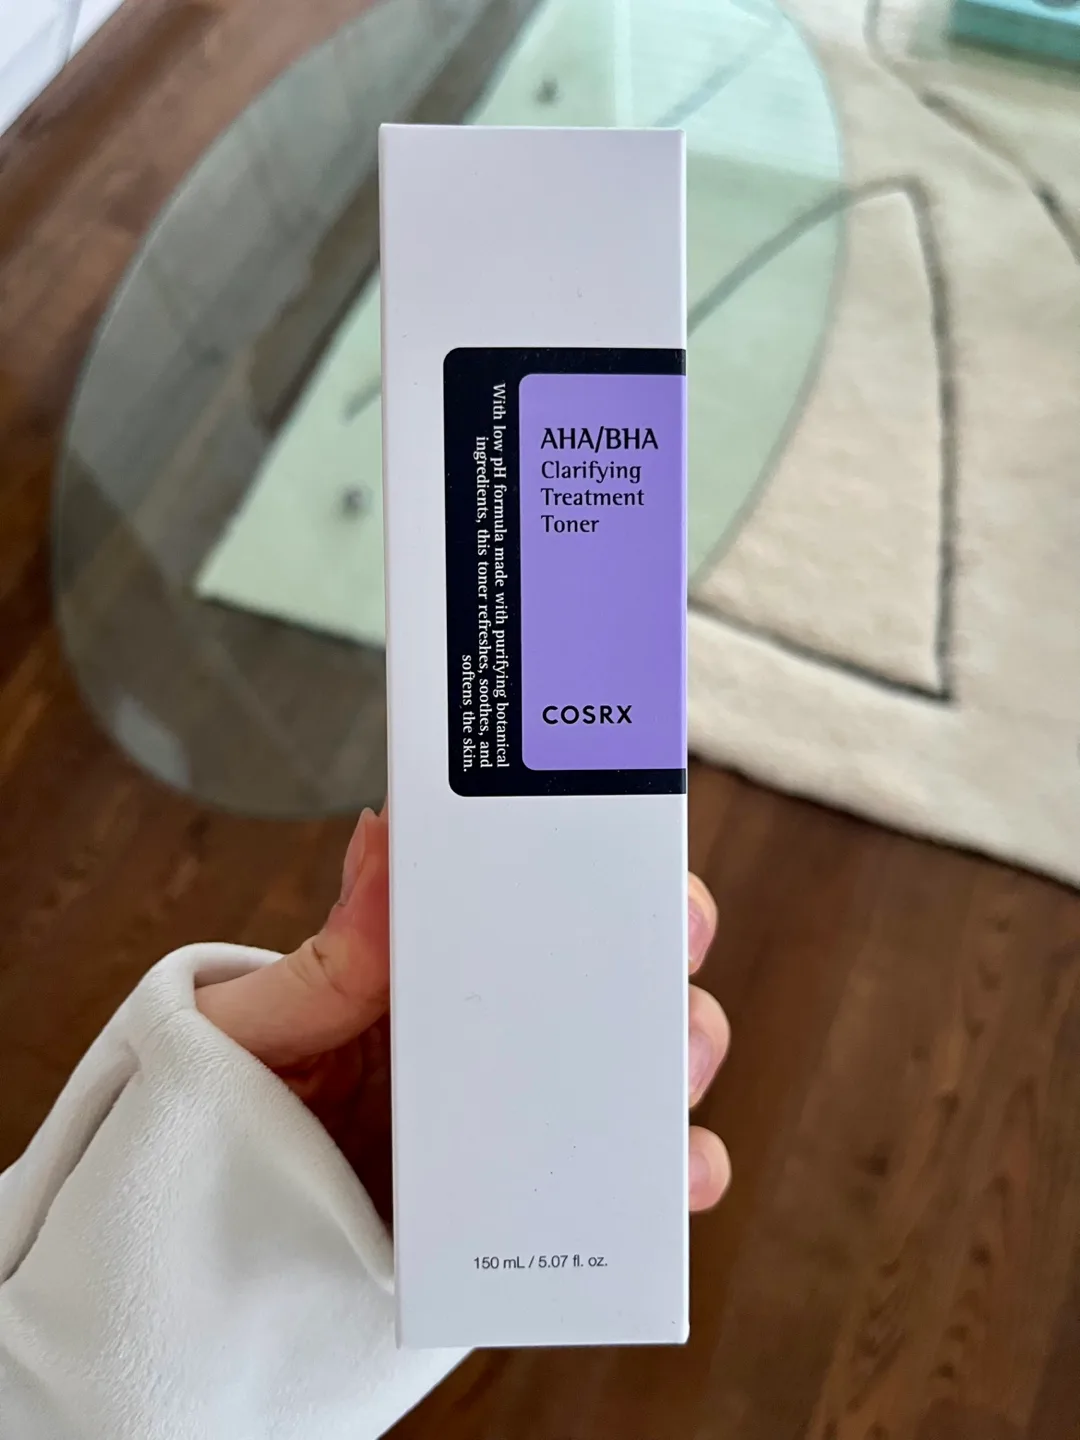 AHA/BHA
Clarifying
Treatment
Toner
COSRX
With low pH formula made with purifying botanical
ingredients, this toner refreshes, soothes, and
softens the skin.
150 mL / 5.07 fl. oz.